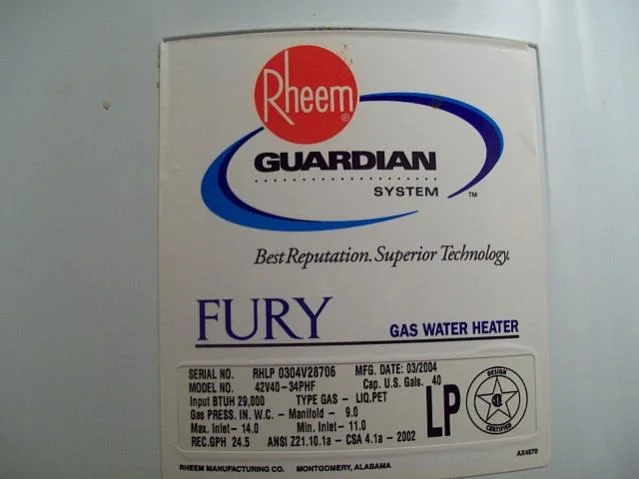 Rheem®
GUARDIAN
SYSTEM ™
Best Reputation. Superior Technology.
FURY GAS WATER HEATER
SERIAL NO. RHLP 0304V28706 MFG. DATE: 03/2004
MODEL NO. 42V40-34PHF Cap. U.S. Gals. 40
Input BTUH 29,000 TYPE GAS - LIQ.PET
Gas PRESS. IN. W.C. - Manifold - 9.0
Max. Inlet- 14.0 Min. Inlet- 11.0
REC.GPH 24.5 ANSI Z21.10.1a - CSA 4.1a - 2002
LP
DESIGN
CERTIFIED
RHEEM MANUFACTURING CO. MONTGOMERY, ALABAMA
AX4870